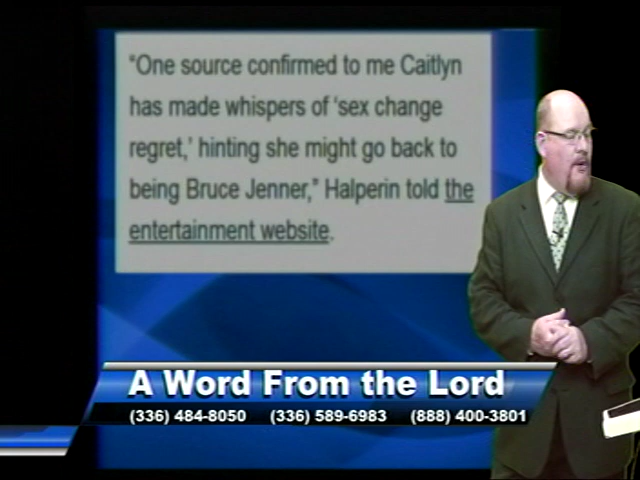 “One source confirmed to me Caitlyn
has made whispers of ‘sex change
regret,’ hinting she might go back to
being Bruce Jenner,” Halperin told the
entertainment website.
A Word From the Lord
(336) 484-8050 (336) 589-6983 (888) 400-3801